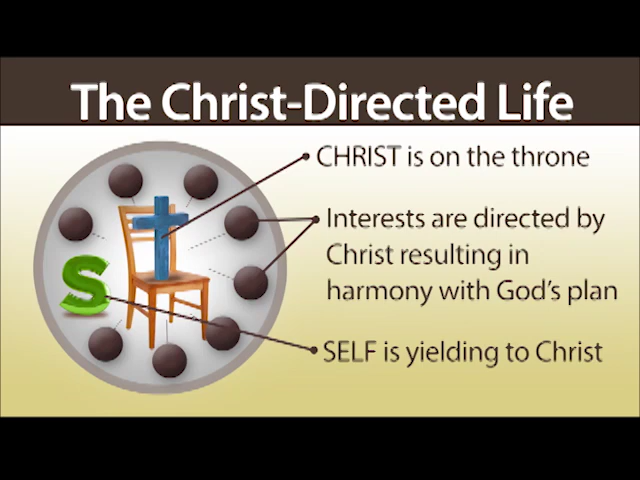 The Christ-Directed Life
CHRIST is on the throne
Interests are directed by
Christ resulting in
harmony with God's plan
S
SELF is yielding to Christ